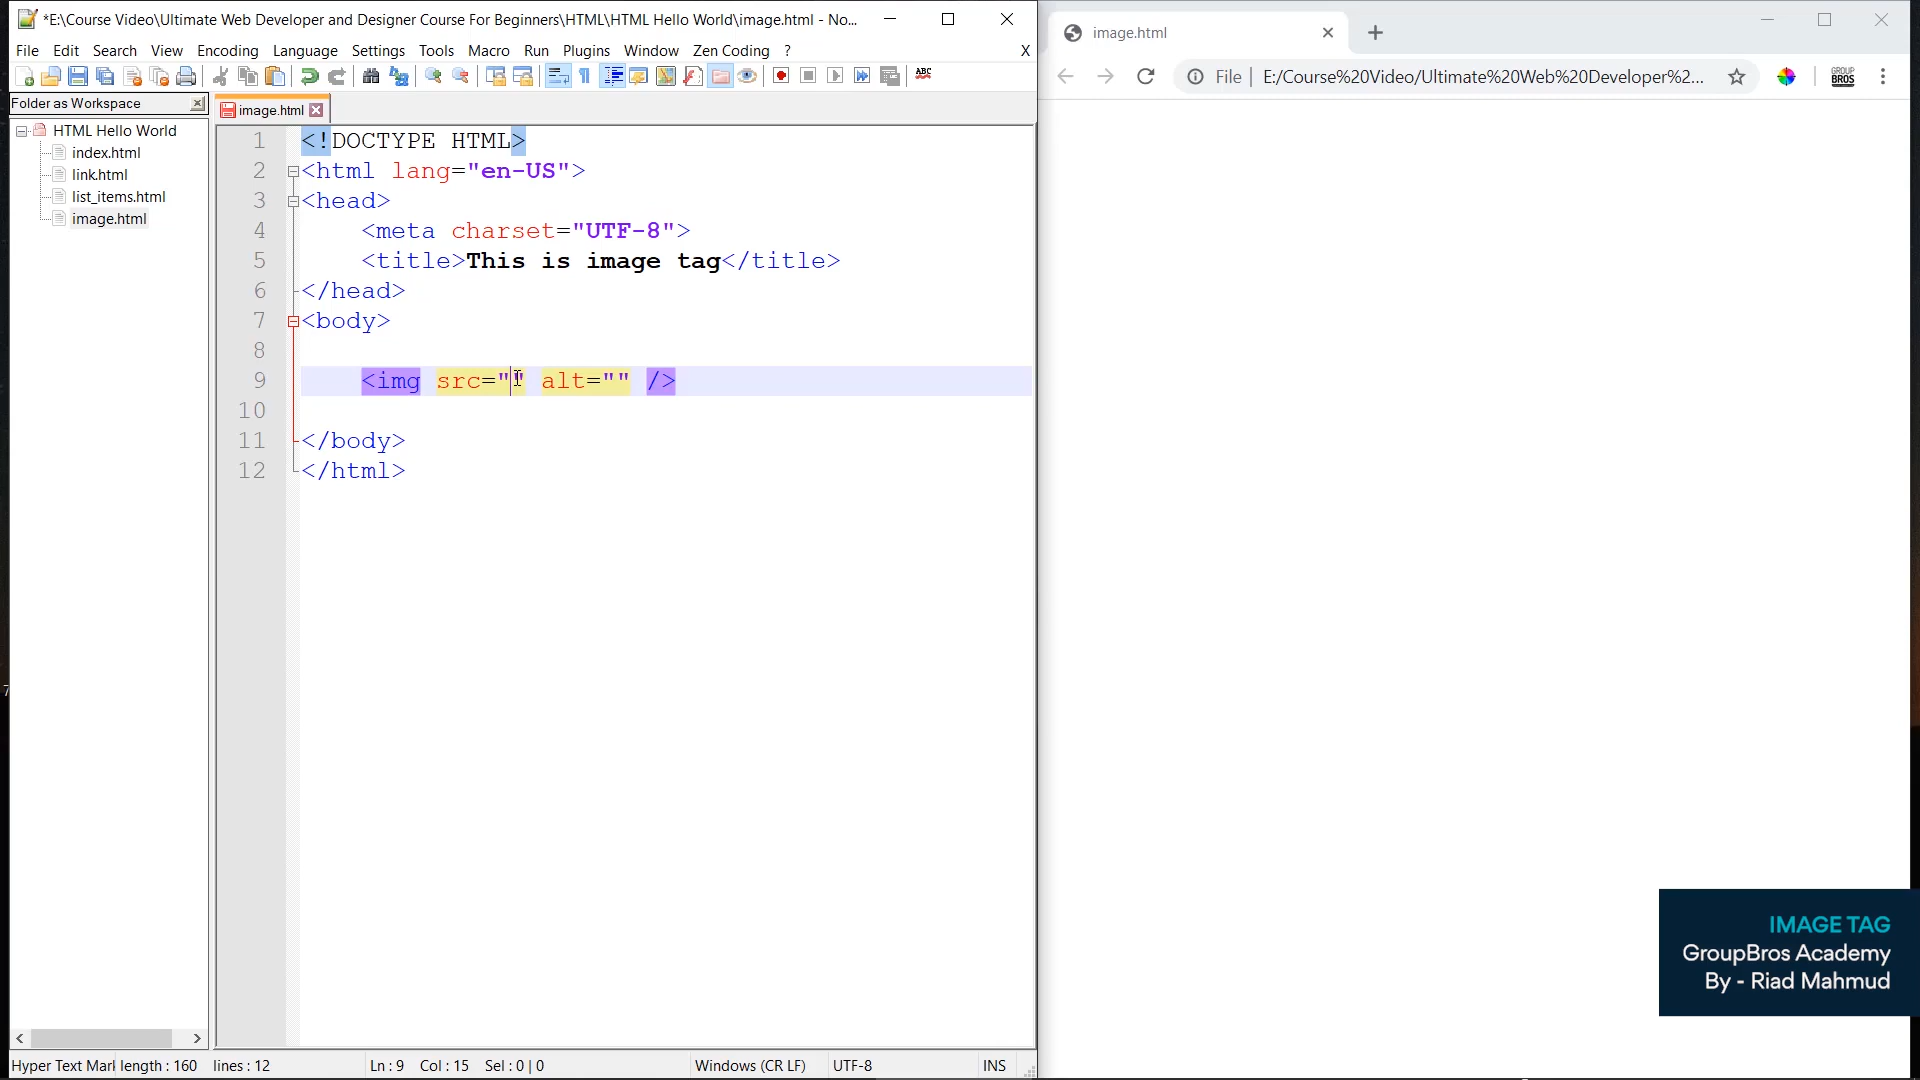 *E:\Course Video\Ultimate Web Developer and Designer Course For Beginners\HTML\HTML Hello World\image.html - No...
File Edit Search View Encoding Language Settings Tools Macro Run Plugins Window Zen Coding ? X
Folder as Workspace
HTML Hello World
index.html
link.html
list_items.html
image.html
image.html
1 <!DOCTYPE HTML>
2 <html lang="en-US">
3 <head>
4 <meta charset="UTF-8">
5 <title>This is image tag</title>
6 </head>
7 <body>
8
9 <img src="" alt="" />
10
11 </body>
12 </html>
Hyper Text Mark length : 160 lines : 12 Ln : 9 Col : 15 Sel : 0 | 0 Windows (CR LF) UTF-8 INS
image.html
File | E:/Course%20Video/Ultimate%20Web%20Developer%2...
GROUP
BROS
ABC
IMAGE TAG
GroupBros Academy
By - Riad Mahmud
7